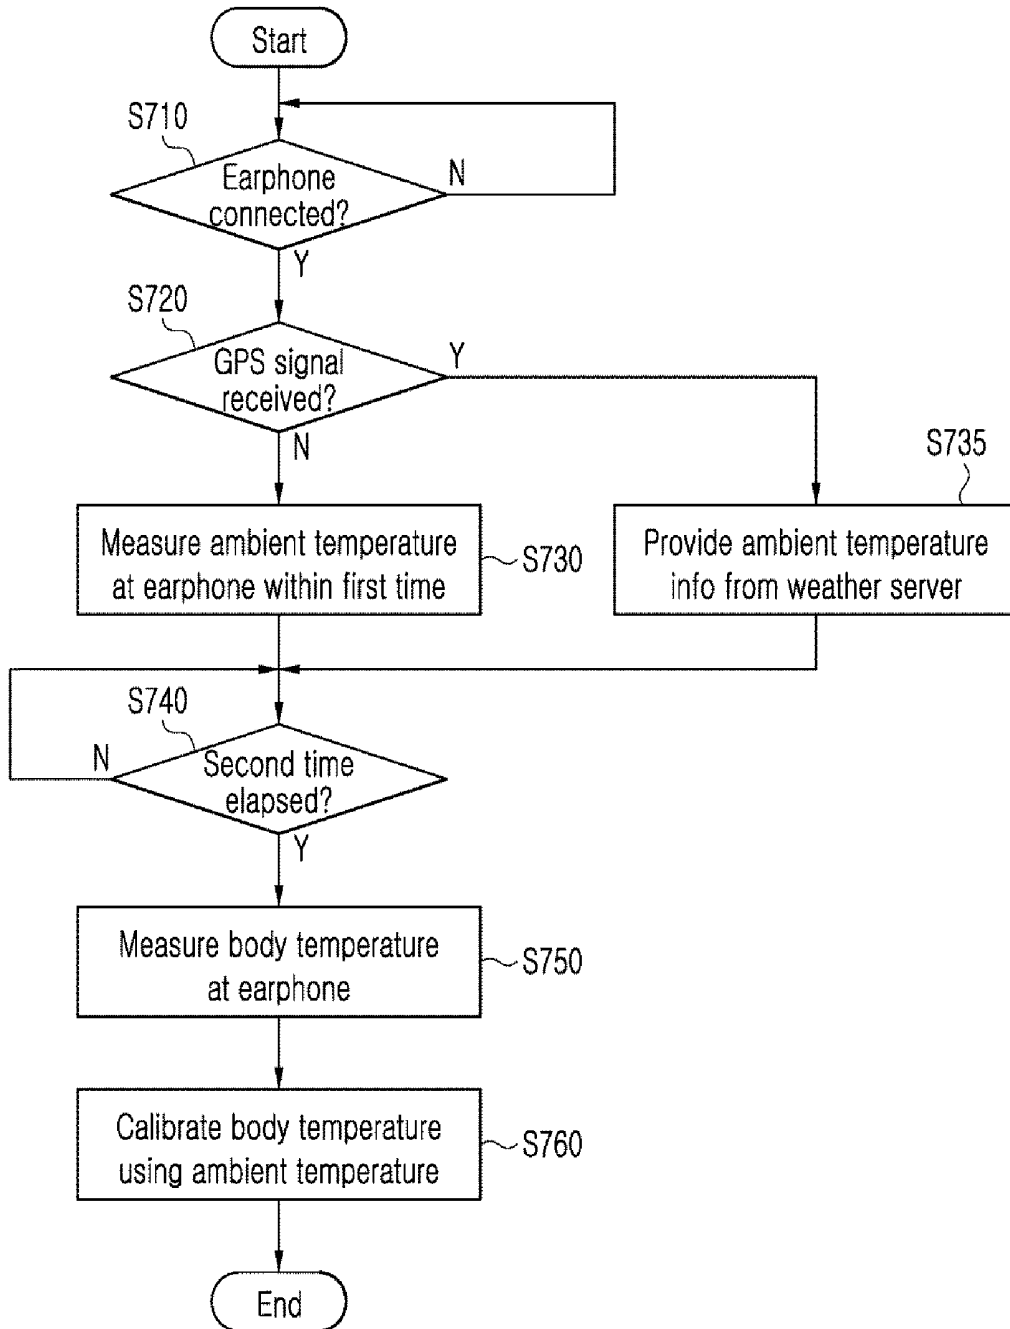 Start
S710
Earphone
connected?
N
Y
S720
GPS signal
received?
Y
N
S735
Measure ambient temperature
at earphone within first time
S730
Provide ambient temperature
info from weather server
S740
N
Second time
elapsed?
Y
Measure body temperature
at earphone
S750
Calibrate body temperature
using ambient temperature
S760
End